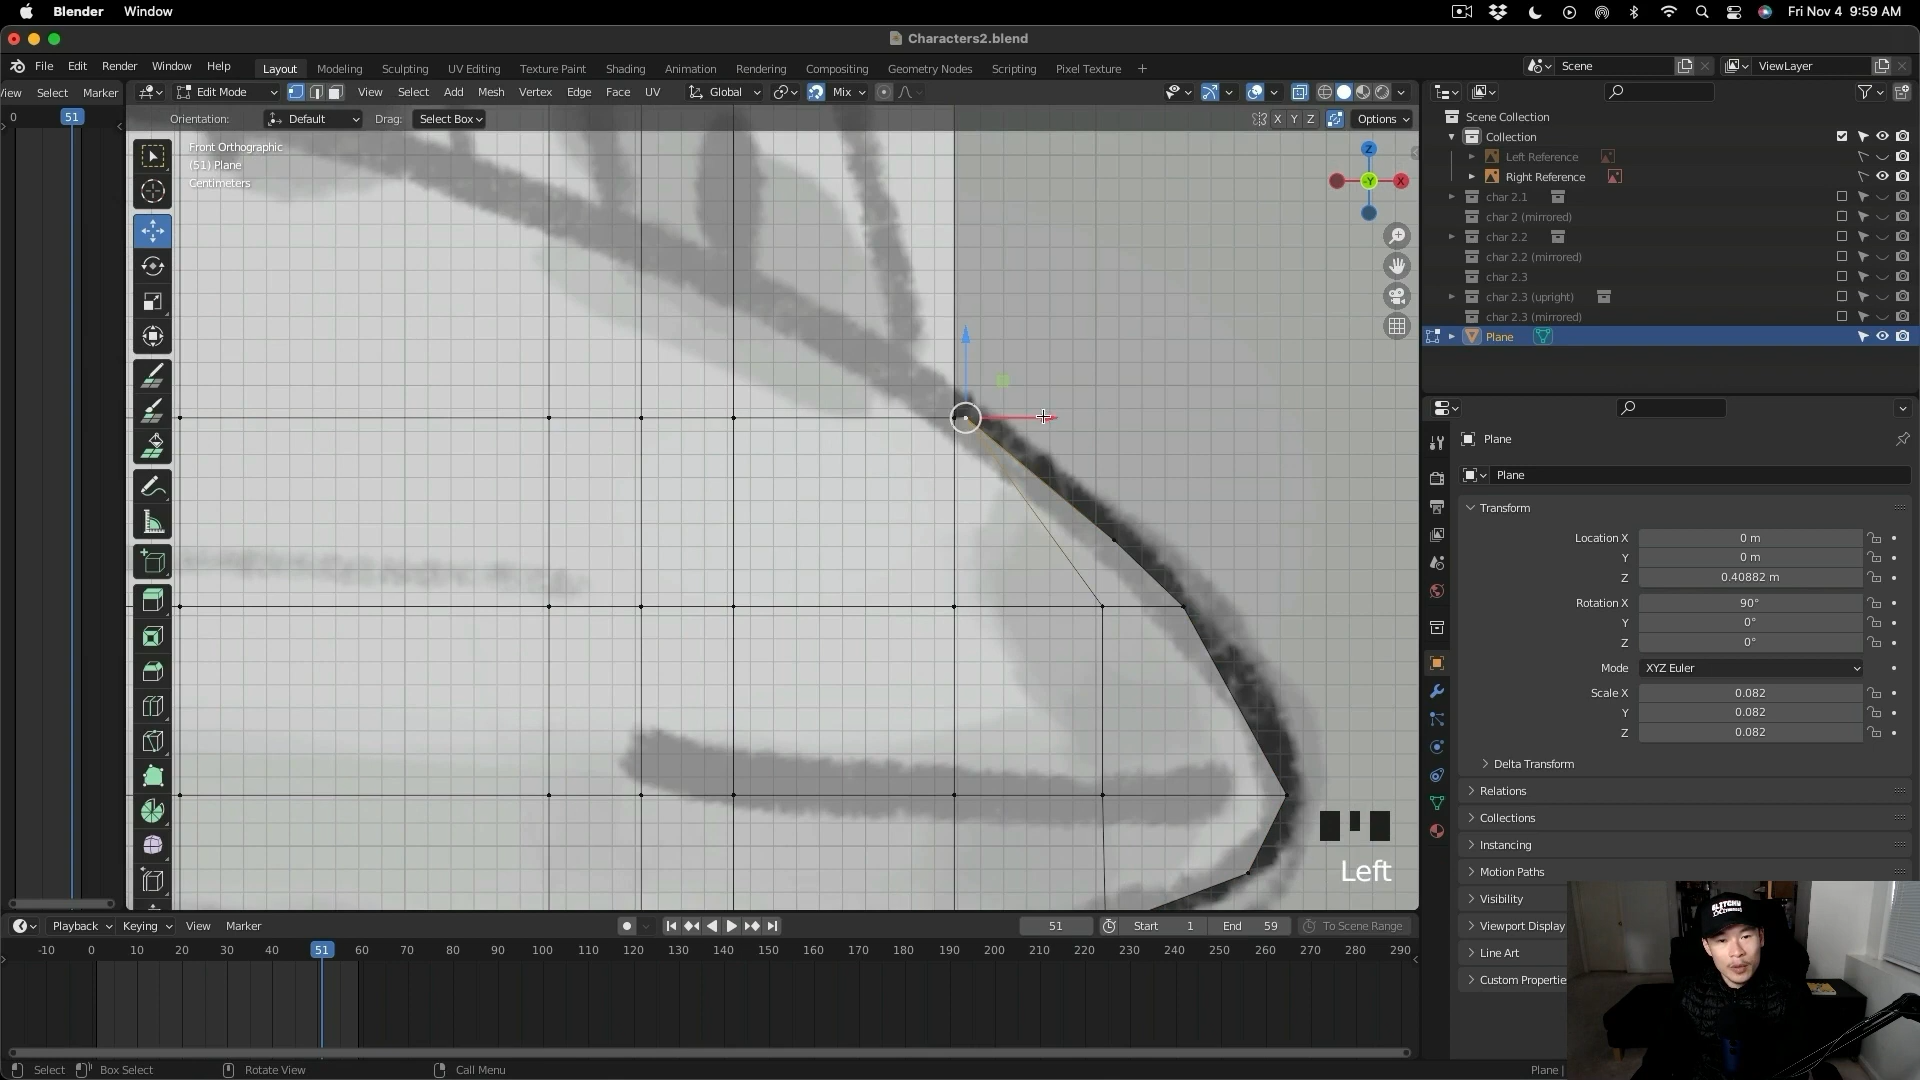 Blender Window Fri Nov 4 9:59 AM
Characters2.blend
File Edit Render Window Help Layout Modeling Sculpting UV Editing Texture Paint Shading Animation Rendering Compositing Geometry Nodes Scripting Pixel Texture + Scene ViewLayer
iew Select Marker Edit Mode View Select Add Mesh Vertex Edge Face UV Global Mix
0 51 Orientation: Default Drag: Select Box X Y Z Options
Front Orthographic
(51) Plane
Centimeters
Z
-Y
X
Left
Scene Collection
Collection
Left Reference
Right Reference
char 2.1
char 2 (mirrored)
char 2.2
char 2.2 (mirrored)
char 2.3
char 2.3 (upright)
char 2.3 (mirrored)
Plane
Plane
Plane
Transform
Location X 0 m
Y 0 m
Z 0.40882 m
Rotation X 90°
Y 0°
Z 0°
Mode XYZ Euler
Scale X 0.082
Y 0.082
Z 0.082
Delta Transform
Relations
Collections
Instancing
Motion Paths
Visibility
Viewport Display
Line Art
Custom Propertie
Playback Keying View Marker 51 Start 1 End 59 To Scene Range
-10 0 10 20 30 40 51 60 70 80 90 100 110 120 130 140 150 160 170 180 190 200 210 220 230 240 250 260 270 280 290
Select Box Select Rotate View Call Menu Plane |